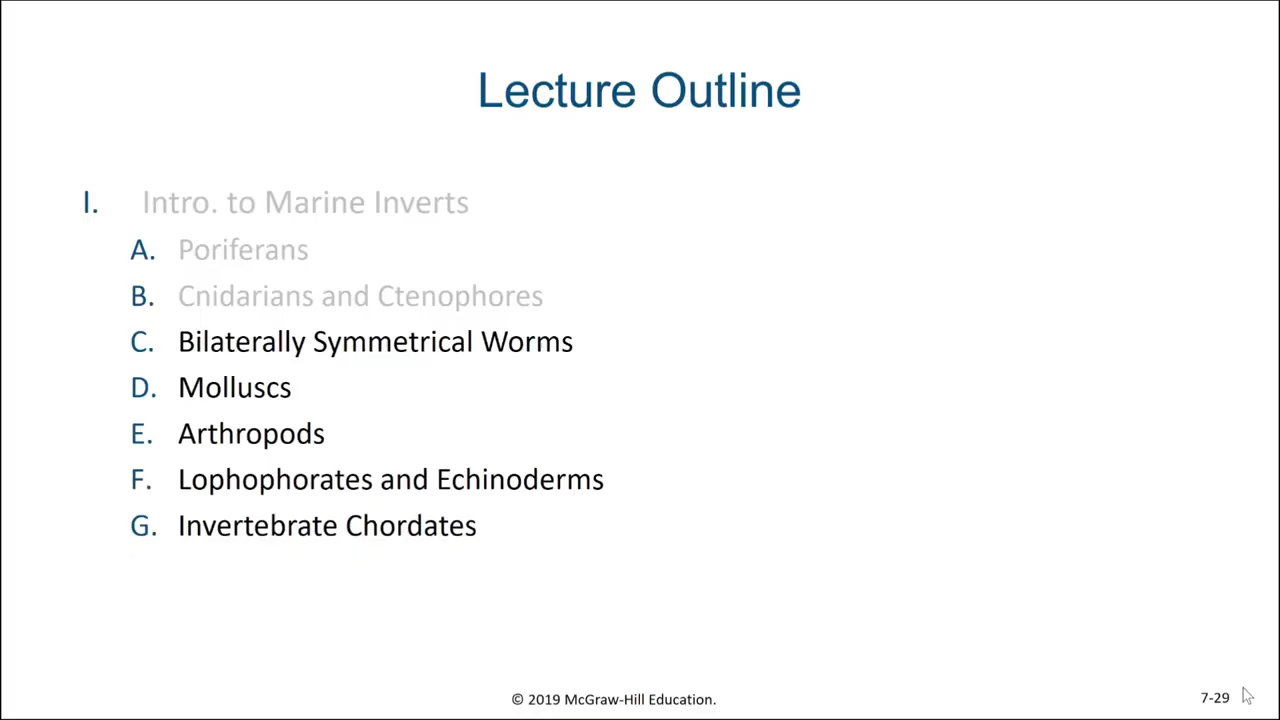 Lecture Outline
I. Intro. to Marine Inverts
A. Poriferans
B. Cnidarians and Ctenophores
C. Bilaterally Symmetrical Worms
D. Molluscs
E. Arthropods
F. Lophophorates and Echinoderms
G. Invertebrate Chordates
© 2019 McGraw-Hill Education.
7-29